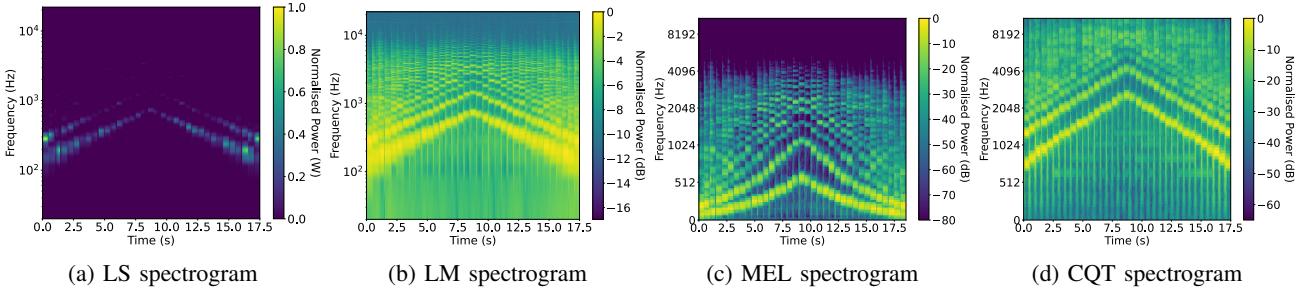 10⁴
10³
10²
Frequency (Hz)
0.0 2.5 5.0 7.5 10.0 12.5 15.0 17.5
Time (s)
1.0
0.8
0.6
0.4
0.2
0.0
Normalised Power (W)
(a) LS spectrogram
10⁴
10³
10²
Frequency (Hz)
0.0 2.5 5.0 7.5 10.0 12.5 15.0 17.5
Time (s)
0
−2
−4
−6
−8
−10
−12
−14
−16
Normalised Power (dB)
(b) LM spectrogram
8192
4096
2048
1024
512
0
Frequency (Hz)
0.0 2.5 5.0 7.5 10.0 12.5 15.0 17.5
Time (s)
0
−10
−20
−30
−40
−50
−60
−70
−80
Normalised Power (dB)
(c) MEL spectrogram
8192
4096
2048
1024
512
0
Frequency (Hz)
0.0 2.5 5.0 7.5 10.0 12.5 15.0 17.5
Time (s)
0
−10
−20
−30
−40
−50
−60
Normalised Power (dB)
(d) CQT spectrogram